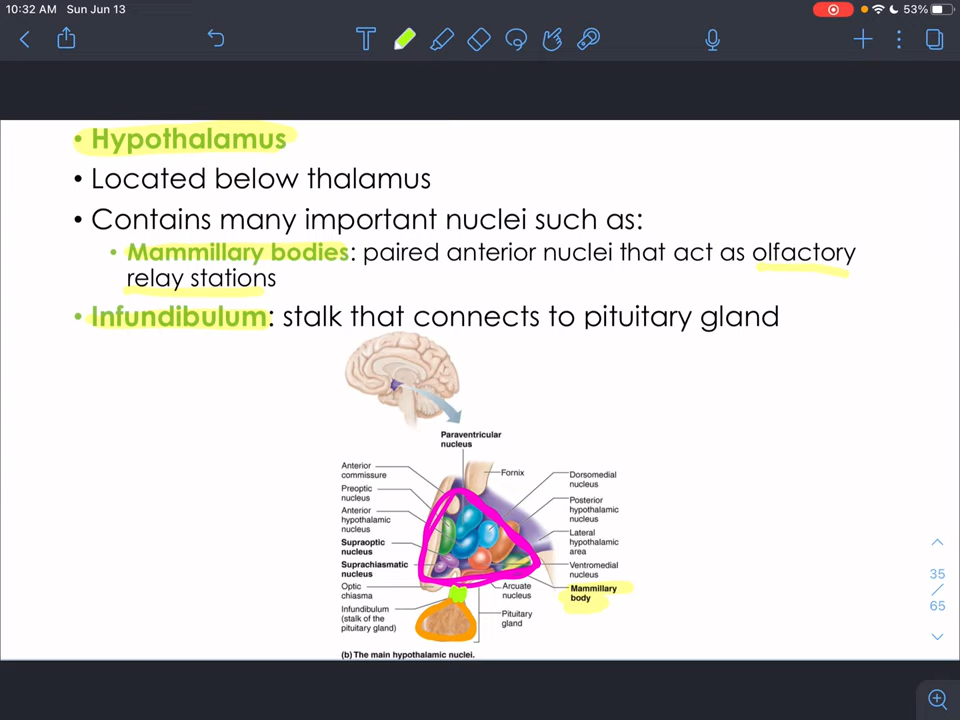 10:32 AM Sun Jun 13
53%
• Hypothalamus
• Located below thalamus
• Contains many important nuclei such as:
• Mammillary bodies: paired anterior nuclei that act as olfactory
relay stations
• Infundibulum: stalk that connects to pituitary gland
Paraventricular
nucleus
Anterior
commissure
Preoptic
nucleus
Anterior
hypothalamic
nucleus
Supraoptic
nucleus
Suprachiasmatic
nucleus
Optic
chiasma
Infundibulum
(stalk of the
pituitary gland)
Fornix
Dorsomedial
nucleus
Posterior
hypothalamic
nucleus
Lateral
hypothalamic
area
Ventromedial
nucleus
Mammillary
body
Arcuate
nucleus
Pituitary
gland
(b) The main hypothalamic nuclei.
35
/
65